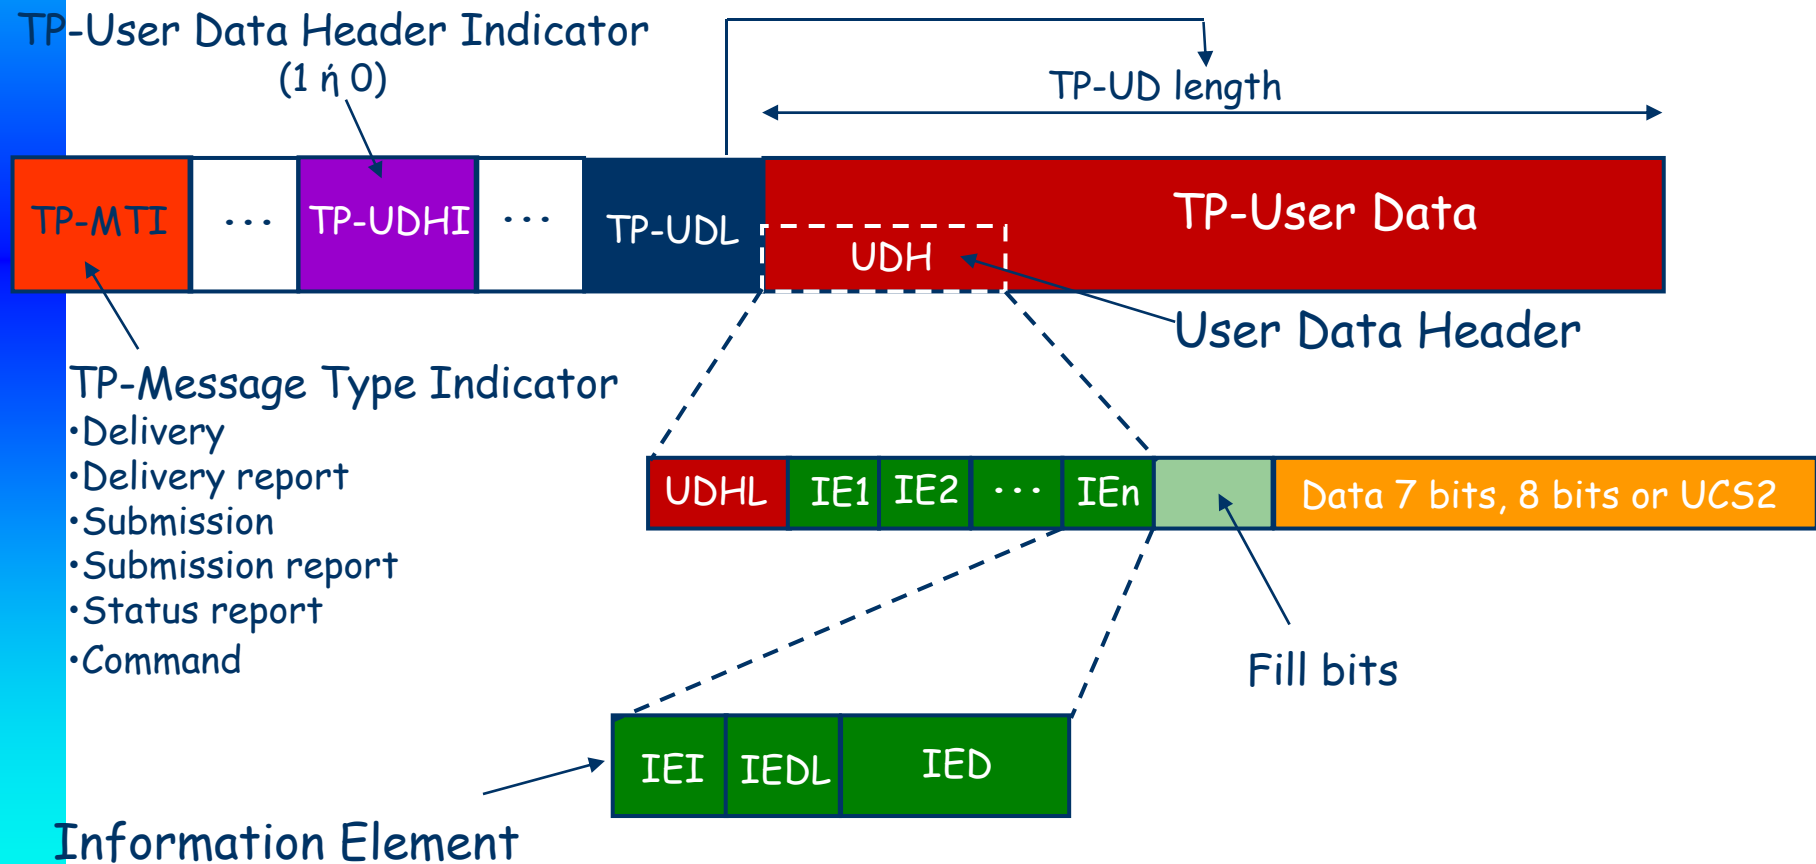 TP-User Data Header Indicator
(1 ή 0)
TP-UD length
TP-MTI
...
TP-UDHI
...
TP-UDL
TP-User Data
UDH
User Data Header
TP-Message Type Indicator
•Delivery
•Delivery report
•Submission
•Submission report
•Status report
•Command
UDHL
IE1
IE2
...
IEn
Data 7 bits, 8 bits or UCS2
Fill bits
IEI
IEDL
IED
Information Element